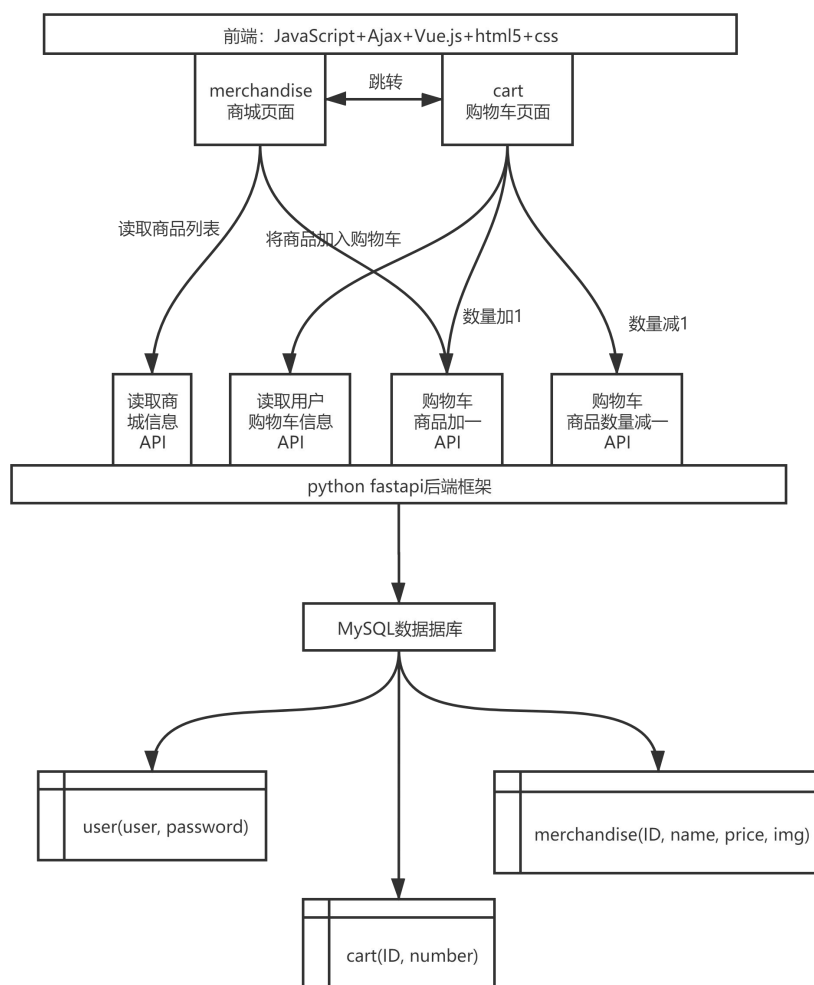 前端：JavaScript+Ajax+Vue.js+html5+css
merchandise
商城页面
跳转
cart
购物车页面
读取商品列表
将商品加入购物车
数量加1
数量减1
读取商
城信息
API
读取用户
购物车信息
API
购物车
商品加一
API
购物车
商品数量减一
API
python fastapi后端框架
MySQL数据据库
user(user, password)
merchandise(ID, name, price, img)
cart(ID, number)